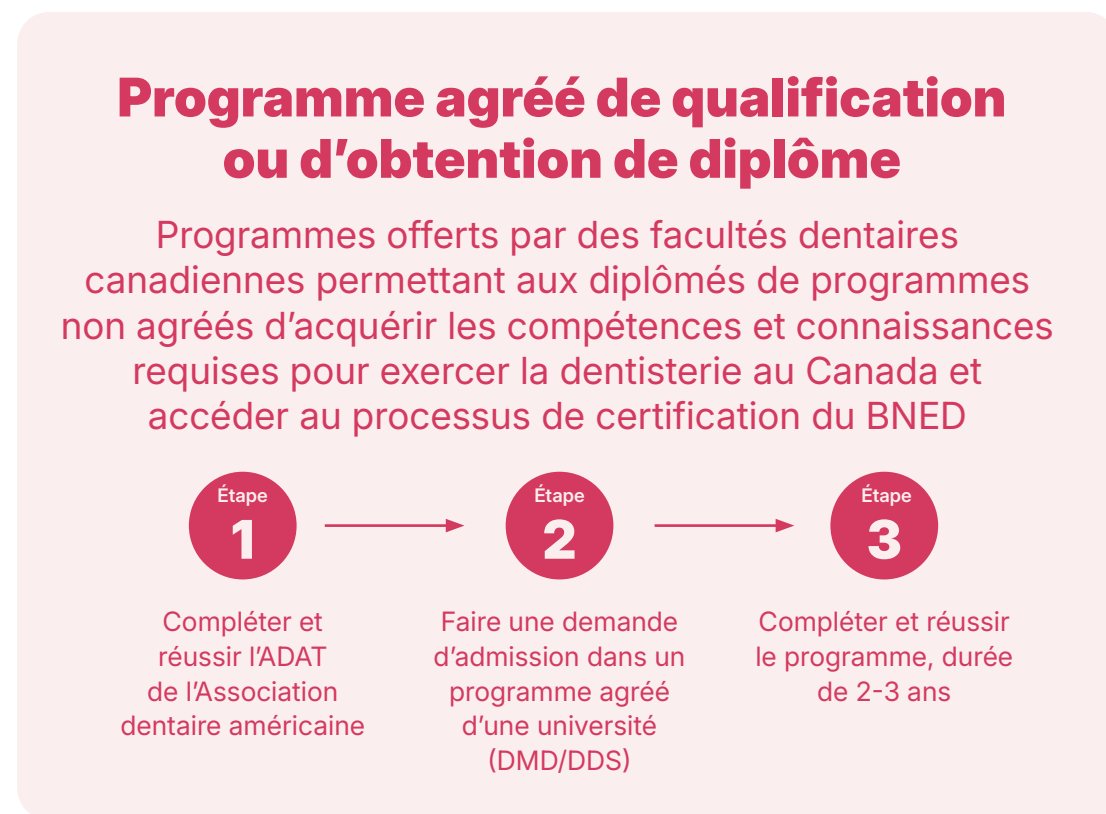 Programme agréé de qualification
ou d’obtention de diplôme
Programmes offerts par des facultés dentaires
canadiennes permettant aux diplômés de programmes
non agréés d’acquérir les compétences et connaissances
requises pour exercer la dentisterie au Canada et
accéder au processus de certification du BNED
Étape
1
Compléter et
réussir l’ADAT
de l’Association
dentaire américaine
Étape
2
Faire une demande
d’admission dans un
programme agréé
d’une université
(DMD/DDS)
Étape
3
Compléter et réussir
le programme, durée
de 2-3 ans